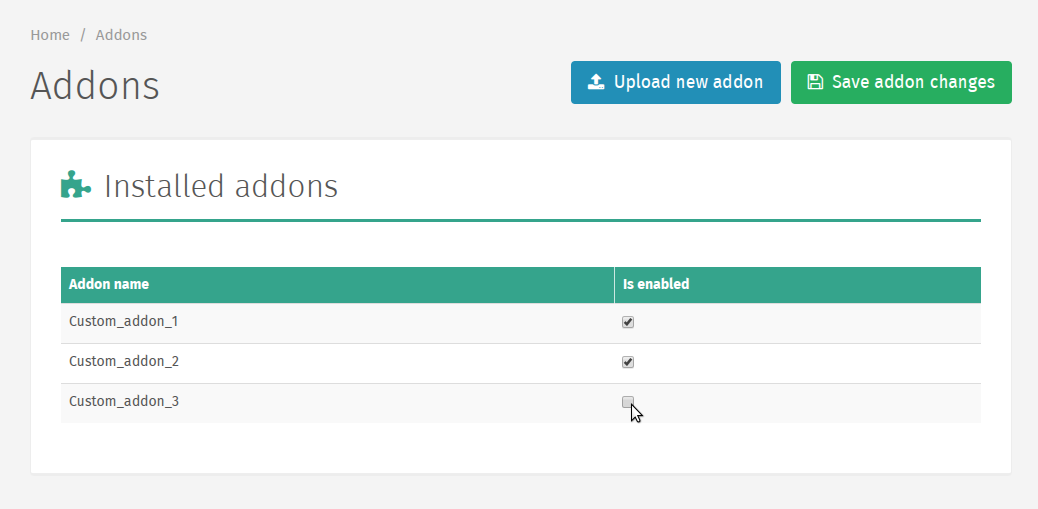 Home / Addons
Addons
Upload new addon
Save addon changes
Installed addons
Addon name Is enabled
Custom_addon_1
Custom_addon_2
Custom_addon_3